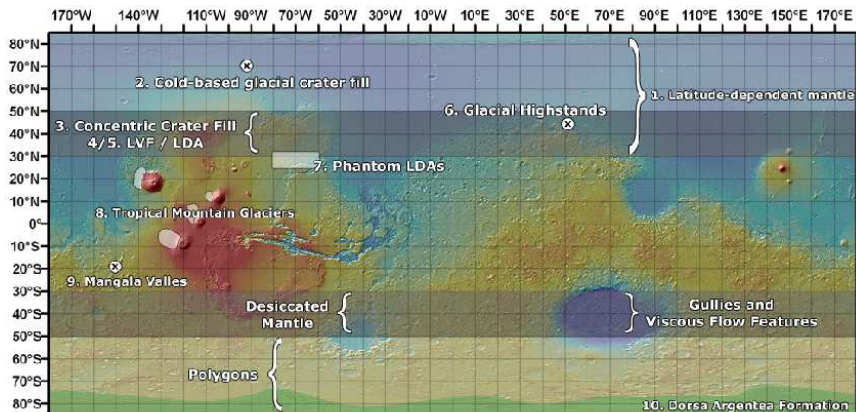 170°W 140°W 110°W 90°W 70°W 50°W 30°W 10°W 0° 10°E 30°E 50°E 70°E 90°E 110°E 130°E 150°E 170°E
80°N
70°N
2. Cold-based glacial crater fill
1. Latitude-dependent mantle
60°N
50°N
6. Glacial Highstands
3. Concentric Crater Fill
40°N
4/5. LVF / LDA
30°N
7. Phantom LDAs
20°N
10°N
8. Tropical Mountain Glaciers
0°
10°S
20°S
9. Mangala Valles
30°S
Desiccated
Mantle
Gullies and
Viscous Flow Features
40°S
50°S
60°S
Polygons
70°S
80°S
10. Dorsa Argentea Formation